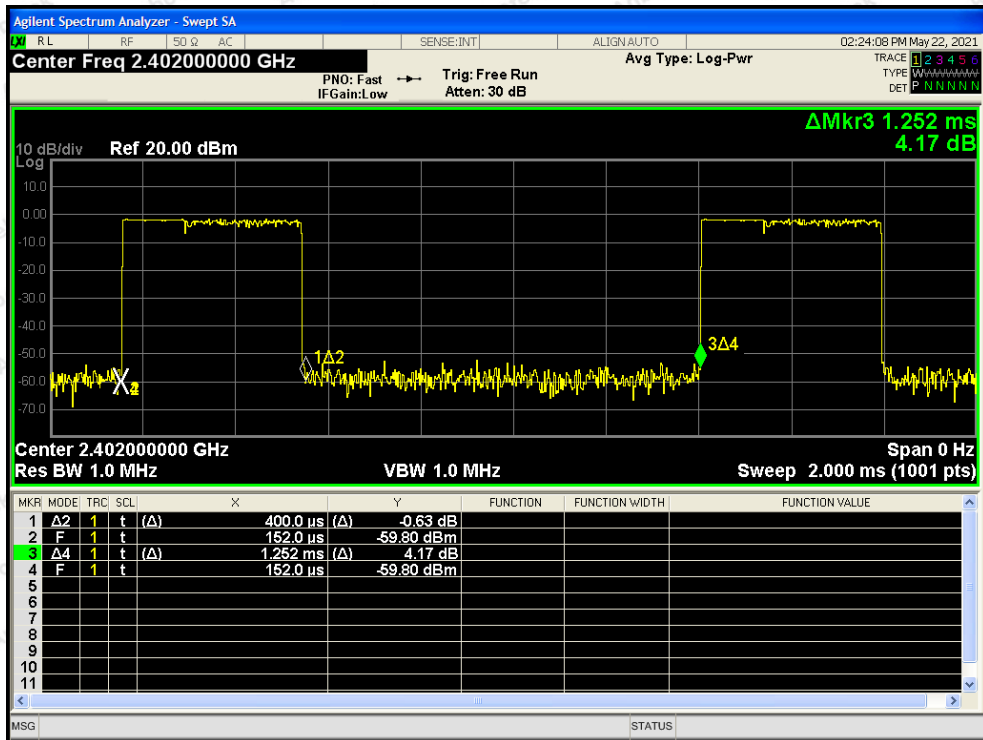 Agilent Spectrum Analyzer - Swept SA
LXI RL RF 50 Ω AC SENSE:INT ALIGN AUTO 02:24:08 PM May 22, 2021
Center Freq 2.402000000 GHz
PNO: Fast
IFGain:Low
Trig: Free Run
Atten: 30 dB
Avg Type: Log-Pwr
TRACE 1 2 3 4 5 6
TYPE WWWWWW
DET P N N N N N
ΔMkr3 1.252 ms
4.17 dB
10 dB/div Ref 20.00 dBm
Log
10.0
0.00
-10.0
-20.0
-30.0
-40.0
3Δ4
-50.0
1Δ2
-60.0
-70.0
Center 2.402000000 GHz Span 0 Hz
Res BW 1.0 MHz VBW 1.0 MHz Sweep 2.000 ms (1001 pts)
MKR MODE TRC SCL X Y FUNCTION FUNCTION WIDTH FUNCTION VALUE
1 Δ2 1 t (Δ) 400.0 µs (Δ) -0.63 dB
2 F 1 t 152.0 µs -59.80 dBm
3 Δ4 1 t (Δ) 1.252 ms (Δ) 4.17 dB
4 F 1 t 152.0 µs -59.80 dBm
5
6
7
8
9
10
11
MSG STATUS